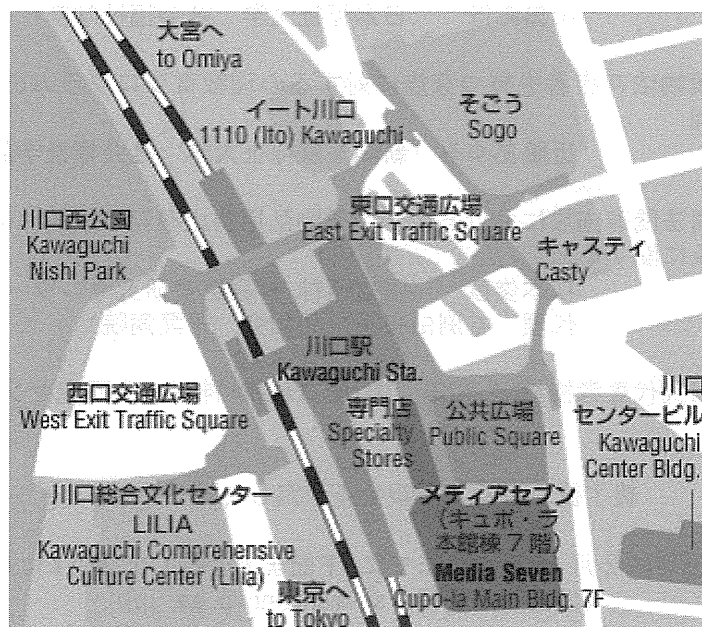 大宮へ
to Omiya
イート川口
1110 (Ito) Kawaguchi
そごう
Sogo
川口西公園
Kawaguchi
Nishi Park
東口交通広場
East Exit Traffic Square
キャスティ
Casty
川口駅
Kawaguchi Sta.
西口交通広場
West Exit Traffic Square
専門店
Specialty
Stores
公共広場
Public Square
川口
センタービル
Kawaguchi
Center Bldg.
川口総合文化センター
LILIA
Kawaguchi Comprehensive
Culture Center (Lilia)
メディアセブン
(キュポ・ラ
本館棟 7 階)
Media Seven
Cupo-la Main Bldg. 7F
東京へ
to Tokyo